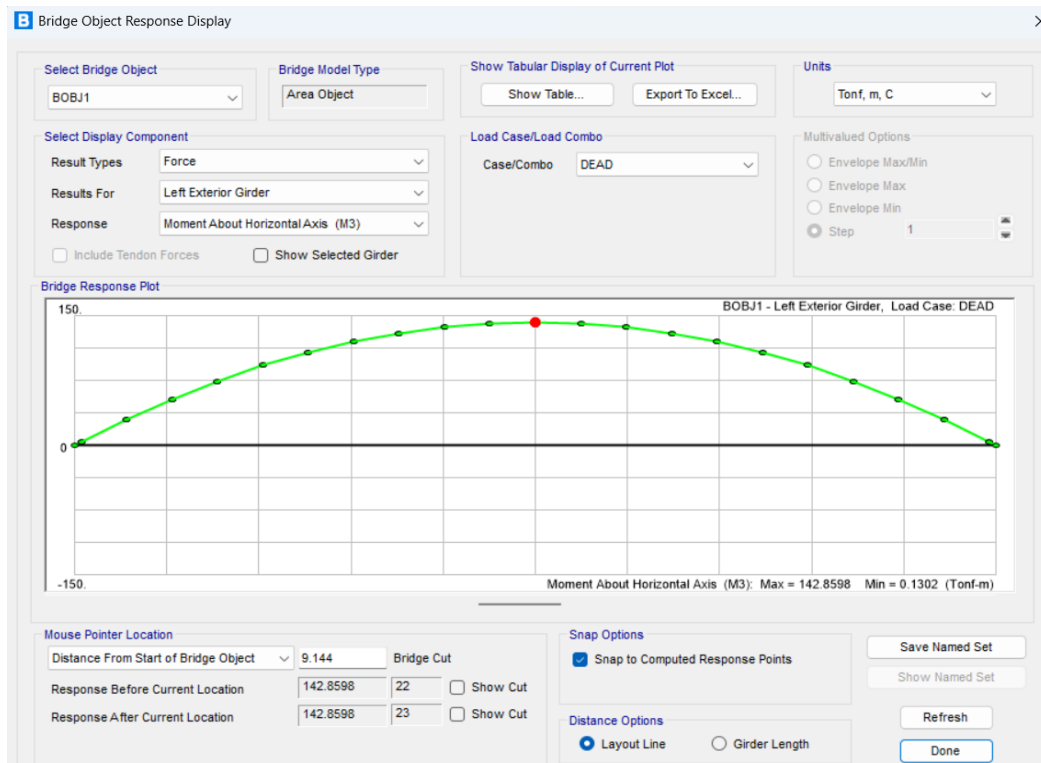 B Bridge Object Response Display
Select Bridge Object
BOBJ1
Bridge Model Type
Area Object
Show Tabular Display of Current Plot
Show Table...
Export To Excel...
Units
Tonf, m, C
Select Display Component
Result Types
Force
Results For
Left Exterior Girder
Response
Moment About Horizontal Axis (M3)
Include Tendon Forces
Show Selected Girder
Load Case/Load Combo
Case/Combo
DEAD
Multivalued Options
Envelope Max/Min
Envelope Max
Envelope Min
Step
1
Bridge Response Plot
150.
BOBJ1 - Left Exterior Girder, Load Case: DEAD
0
-150.
Moment About Horizontal Axis (M3): Max = 142.8598 Min = 0.1302 (Tonf-m)
Mouse Pointer Location
Distance From Start of Bridge Object
9.144
Bridge Cut
Response Before Current Location
142.8598
22
Show Cut
Response After Current Location
142.8598
23
Show Cut
Snap Options
Snap to Computed Response Points
Distance Options
Layout Line
Girder Length
Save Named Set
Show Named Set
Refresh
Done